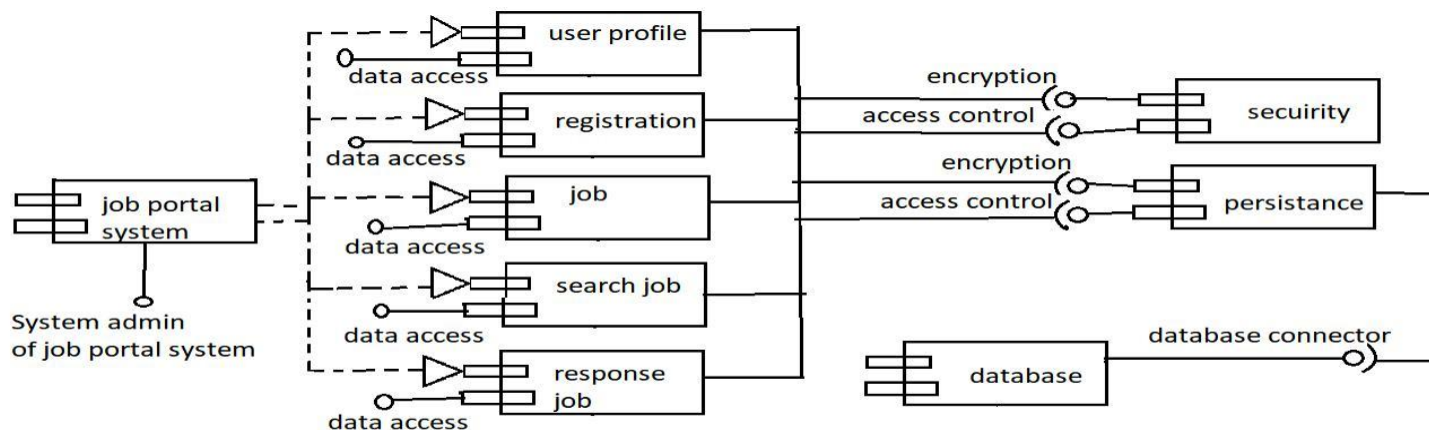 user profile
data access
registration
data access
job
data access
search job
data access
response
job
data access
job portal
system
System admin
of job portal system
encryption
access control
secuirity
encryption
access control
persistance
database connector
database